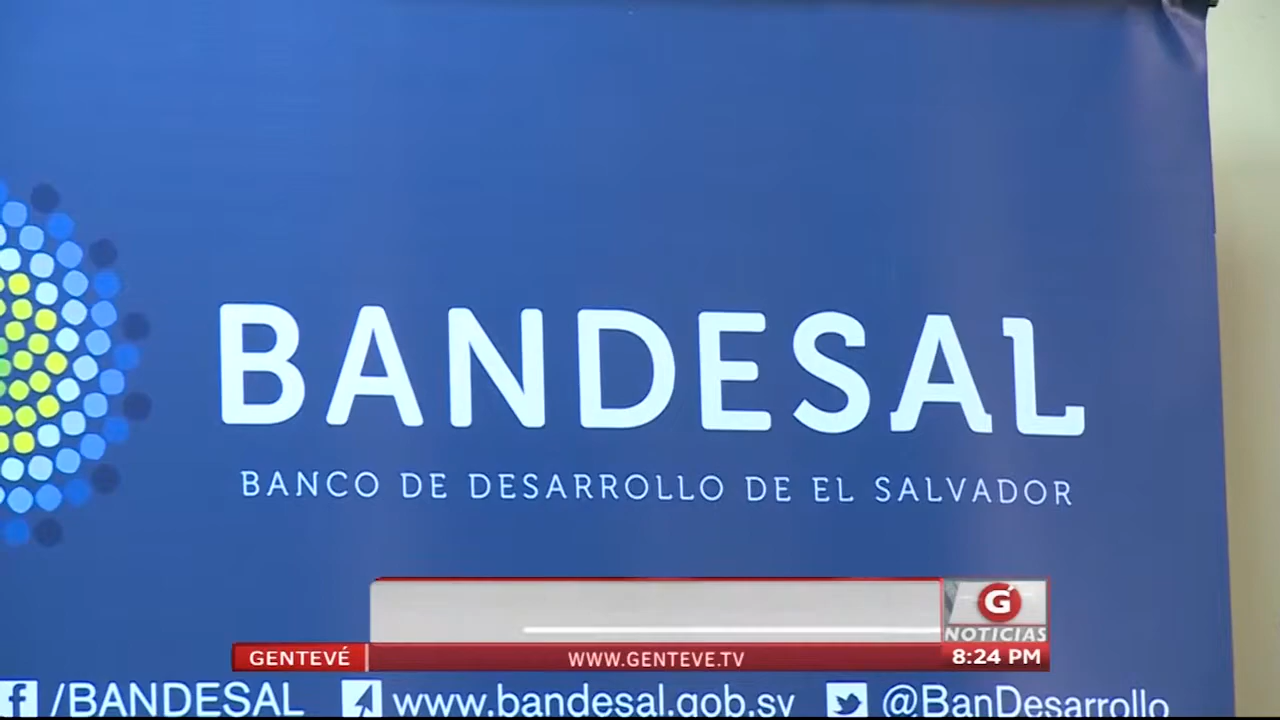 BANDESAL
BANCO DE DESARROLLO DE EL SALVADOR
G
NOTICIAS
GENTEVÉ WWW.GENTEVE.TV 8:24 PM
/BANDESAL www.bandesal.gob.sv @BanDesarrollo